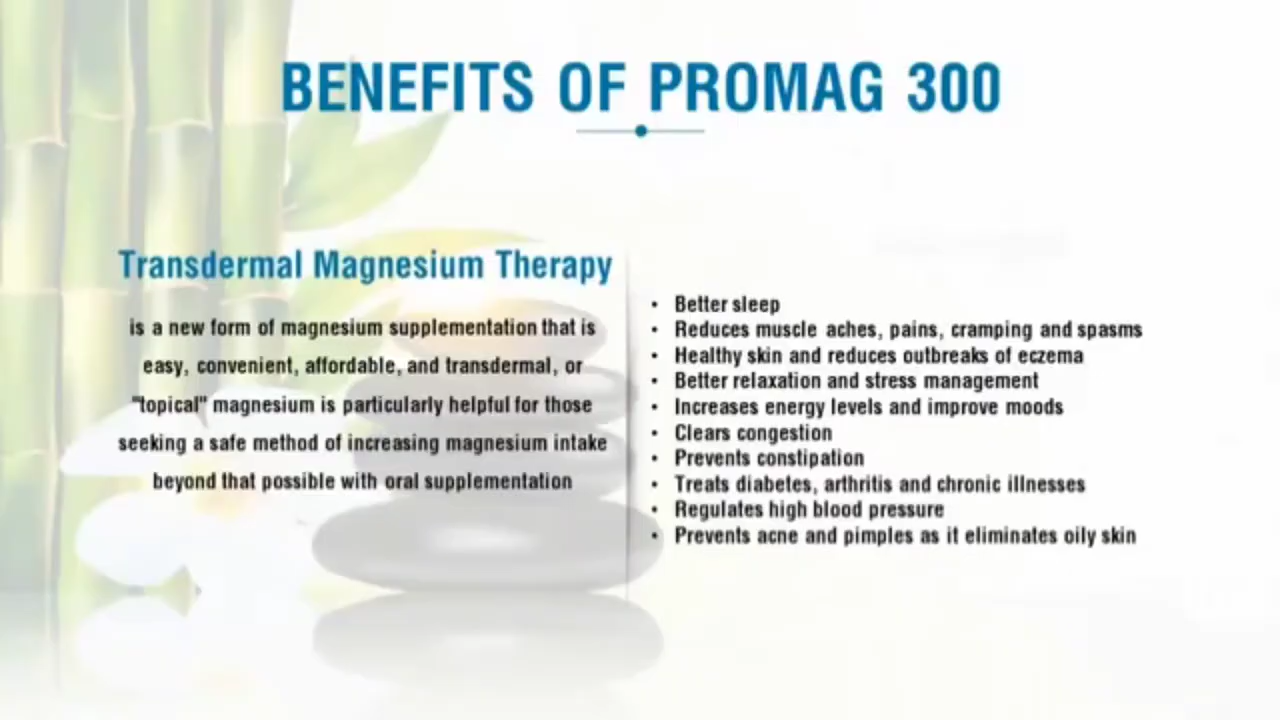 BENEFITS OF PROMAG 300
Transdermal Magnesium Therapy
is a new form of magnesium supplementation that is
easy, convenient, affordable, and transdermal, or
"topical" magnesium is particularly helpful for those
seeking a safe method of increasing magnesium intake
beyond that possible with oral supplementation
• Better sleep
• Reduces muscle aches, pains, cramping and spasms
• Healthy skin and reduces outbreaks of eczema
• Better relaxation and stress management
• Increases energy levels and improve moods
• Clears congestion
• Prevents constipation
• Treats diabetes, arthritis and chronic illnesses
• Regulates high blood pressure
• Prevents acne and pimples as it eliminates oily skin